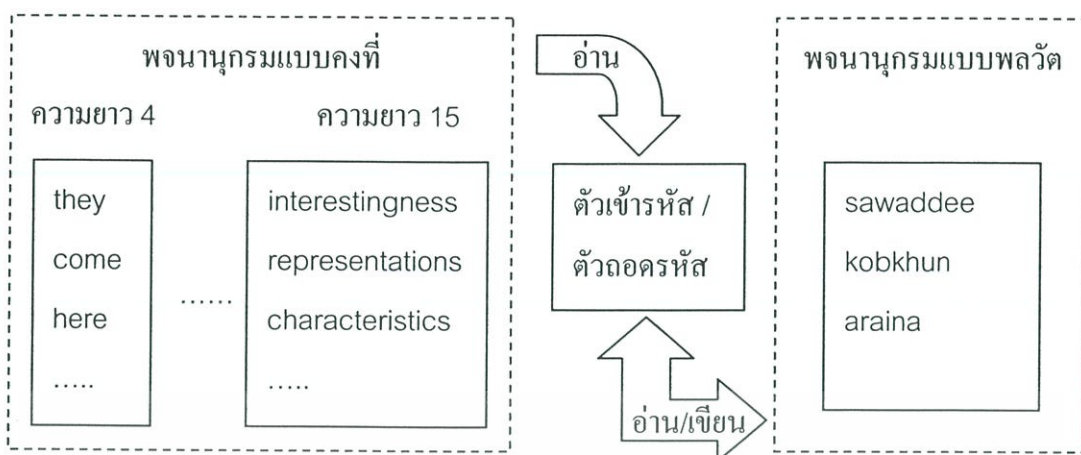 พจนานุกรมแบบคงที่
ความยาว 4
ความยาว 15
they
come
here
.....
......
interestingness
representations
characteristics
.....
อ่าน
ตัวเข้ารหัส /
ตัวถอดรหัส
อ่าน/เขียน
พจนานุกรมแบบพลวัต
sawaddee
kobkhun
araina